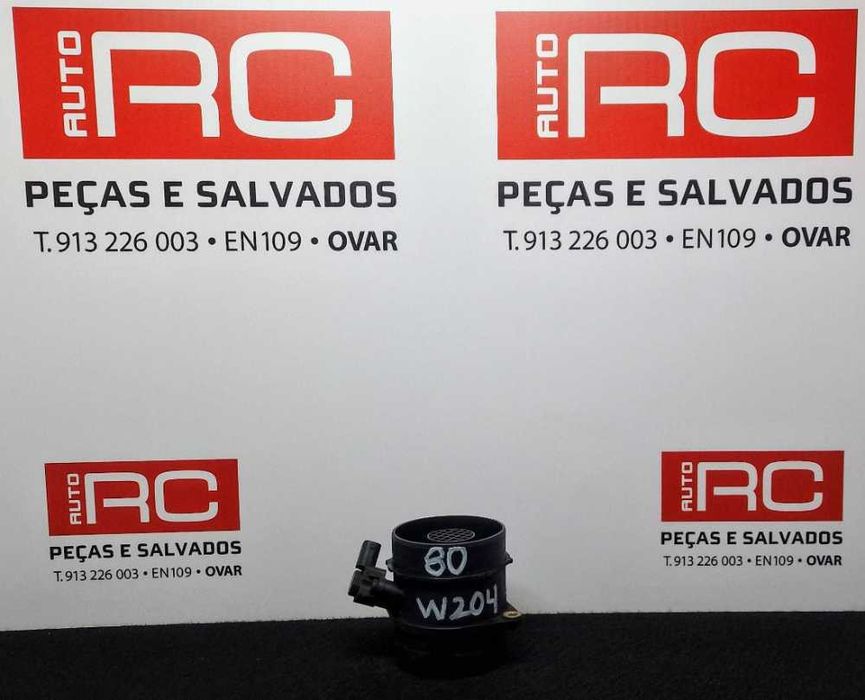 AUTO RC
PEÇAS E SALVADOS
T. 913 226 003 • EN109 • OVAR
AUTO RC
PEÇAS E SALVADOS
T. 913 226 003 • EN109 • OVAR
AUTO RC
PEÇAS E SALVADOS
T. 913 226 003 • EN109 • OVAR
AUTO RC
PEÇAS E SALVADOS
T. 913 226 003 • EN109 • OVAR
60
W204